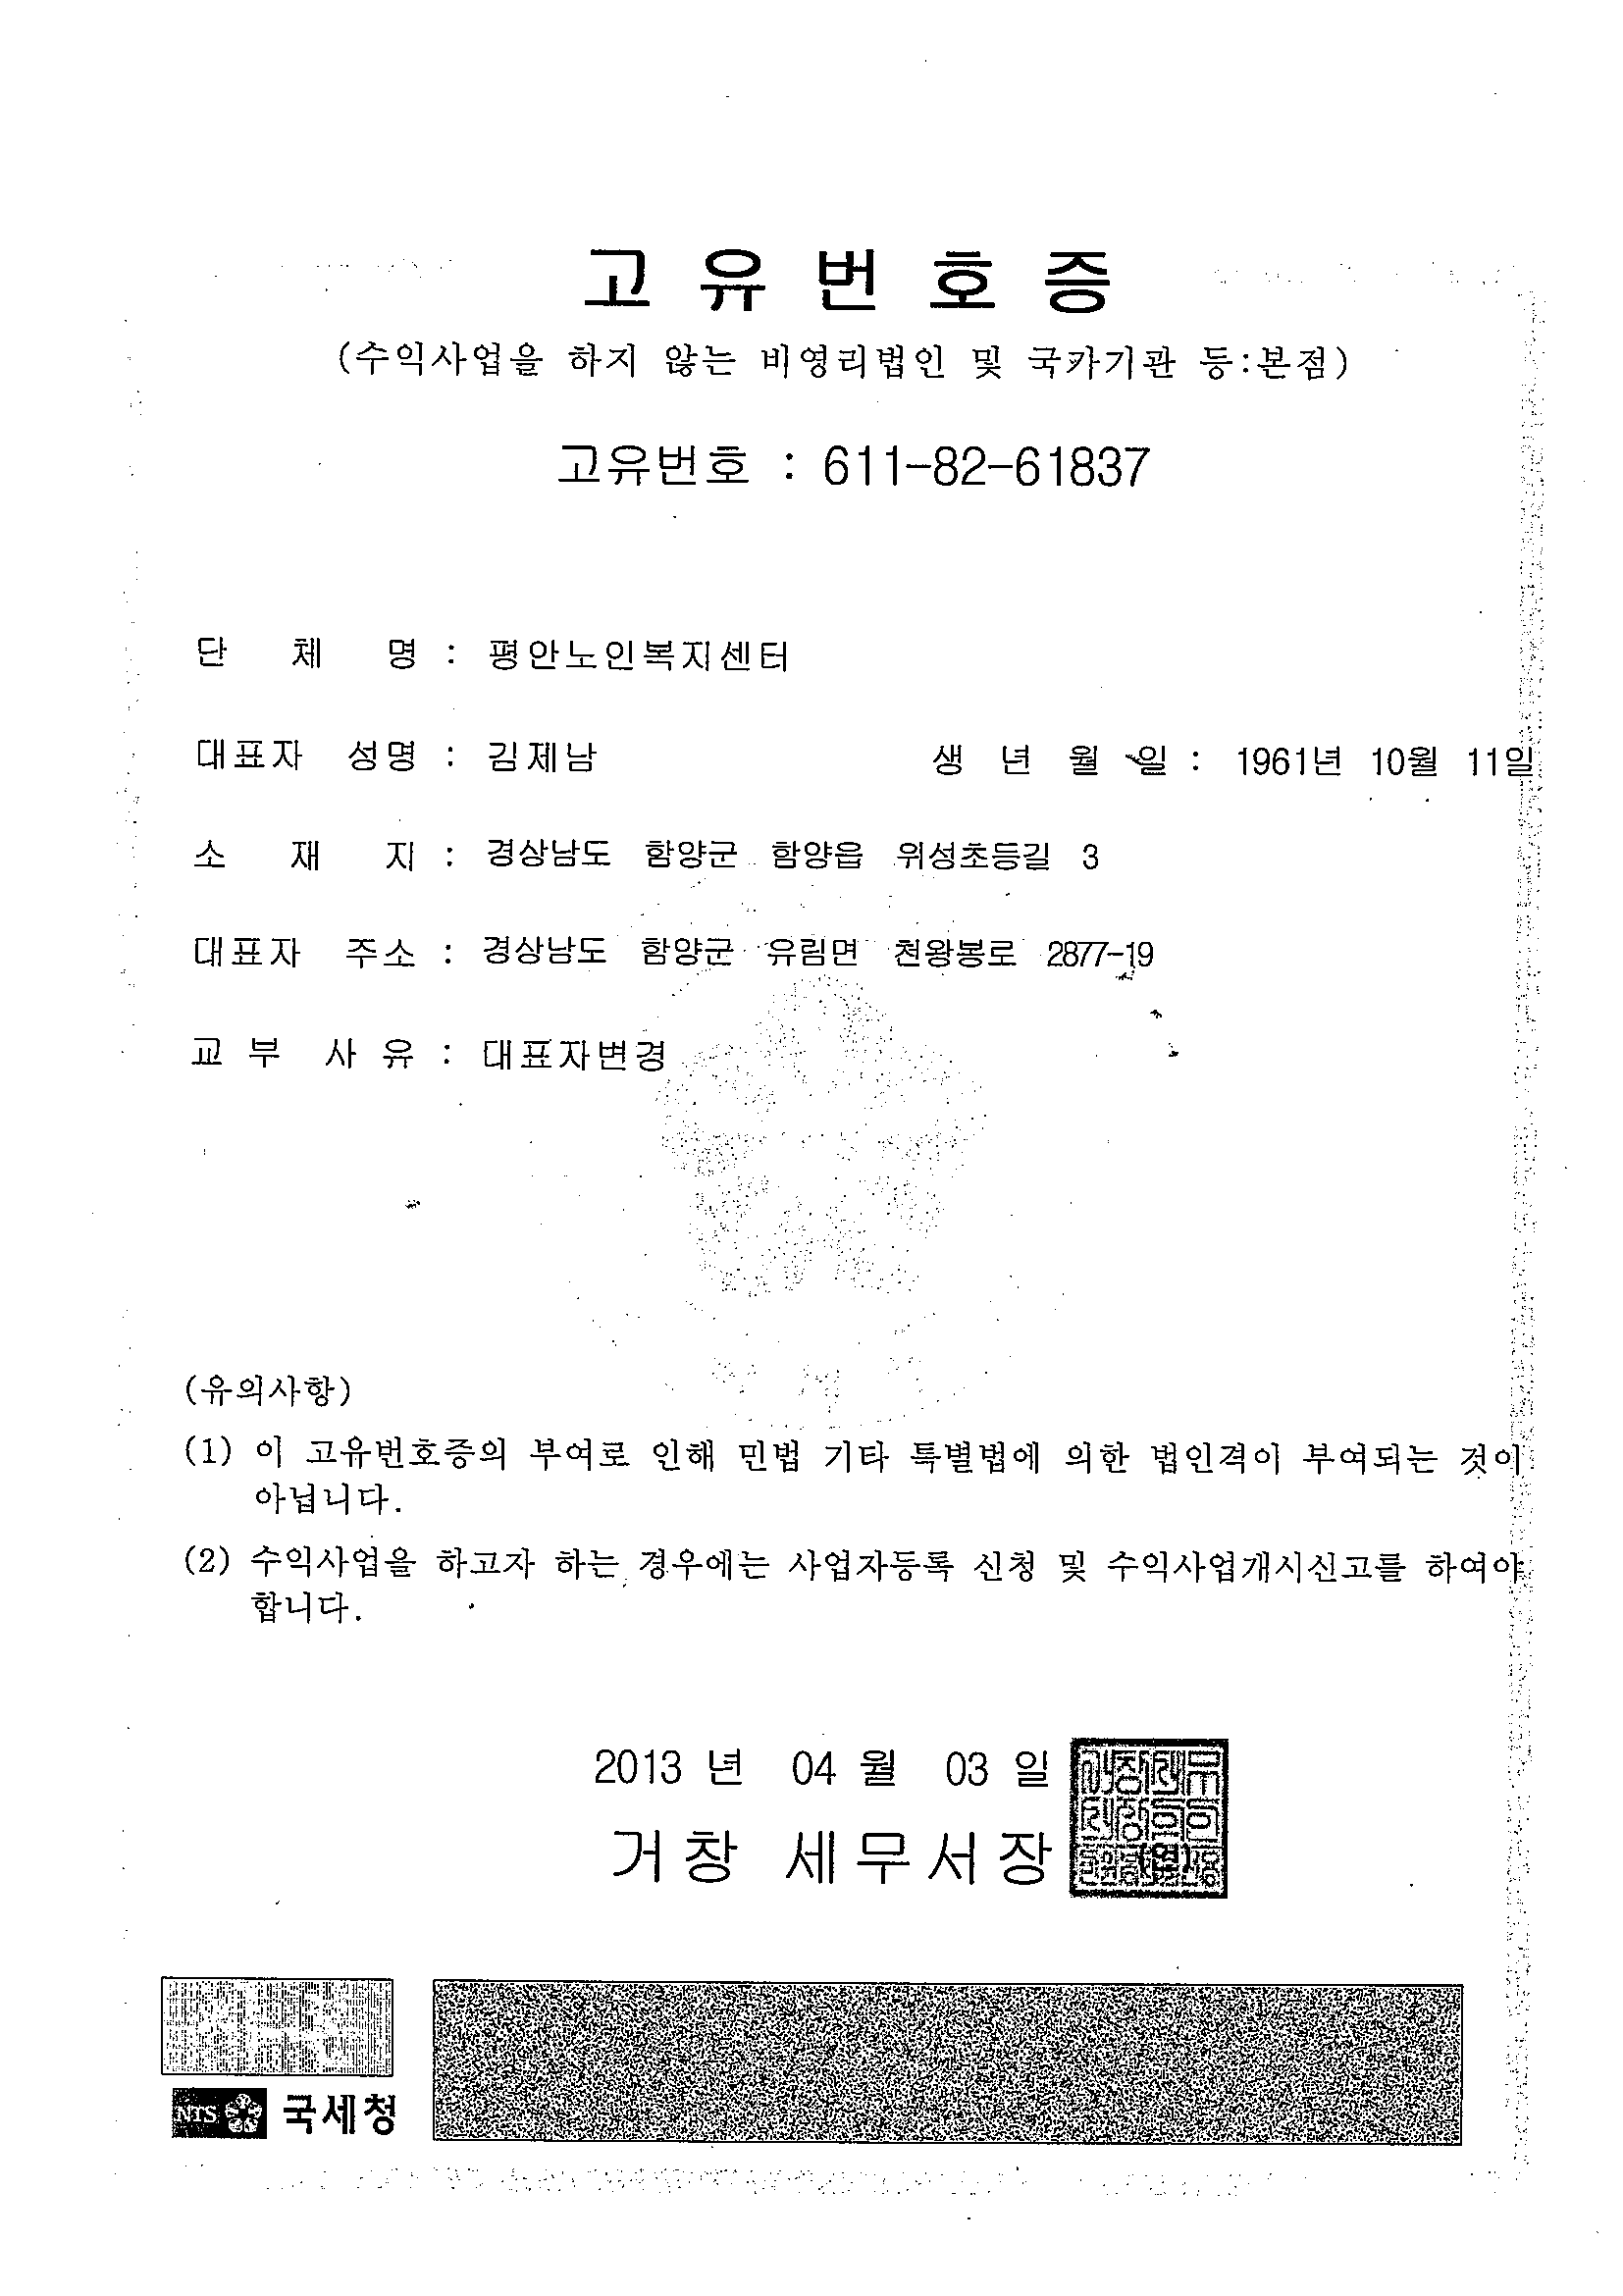 고 유 번 호 증
(수익사업을 하지 않는 비영리법인 및 국가기관 등:본점)
고유번호 : 611-82-61837
단 체 명 : 평안노인복지센터
대표자 성명 : 김제남 생 년 월 일 : 1961년 10월 11일
소 재 지 : 경상남도 함양군 함양읍 위성초등길 3
대표자 주소 : 경상남도 함양군 유림면 천왕봉로 2877-19
교 부 사 유 : 대표자변경
(유의사항)
(1) 이 고유번호증의 부여로 인해 민법 기타 특별법에 의한 법인격이 부여되는 것이
아닙니다.
(2) 수익사업을 하고자 하는 경우에는 사업자등록 신청 및 수익사업개시신고를 하여야
합니다.
2013 년 04 월 03 일
거창 세무서장
(인)
NTS 국세청